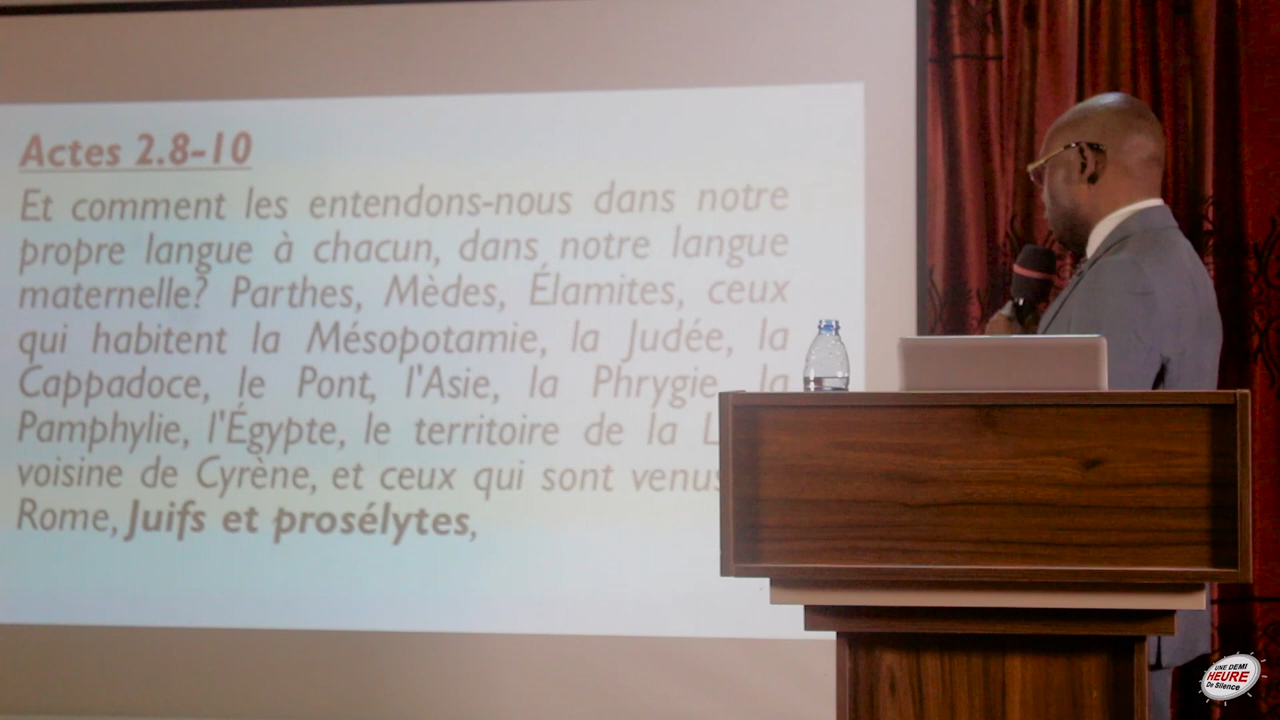 Actes 2.8-10
Et comment les entendons-nous dans notre
propre langue à chacun, dans notre langue
maternelle? Parthes, Mèdes, Élamites, ceux
qui habitent la Mésopotamie, la Judée, la
Cappadoce, le Pont, l'Asie, la Phrygie, la
Pamphylie, l'Égypte, le territoire de la
voisine de Cyrène, et ceux qui sont venus
Rome, Juifs et prosélytes,
UNE DEMI
HEURE
De Silence